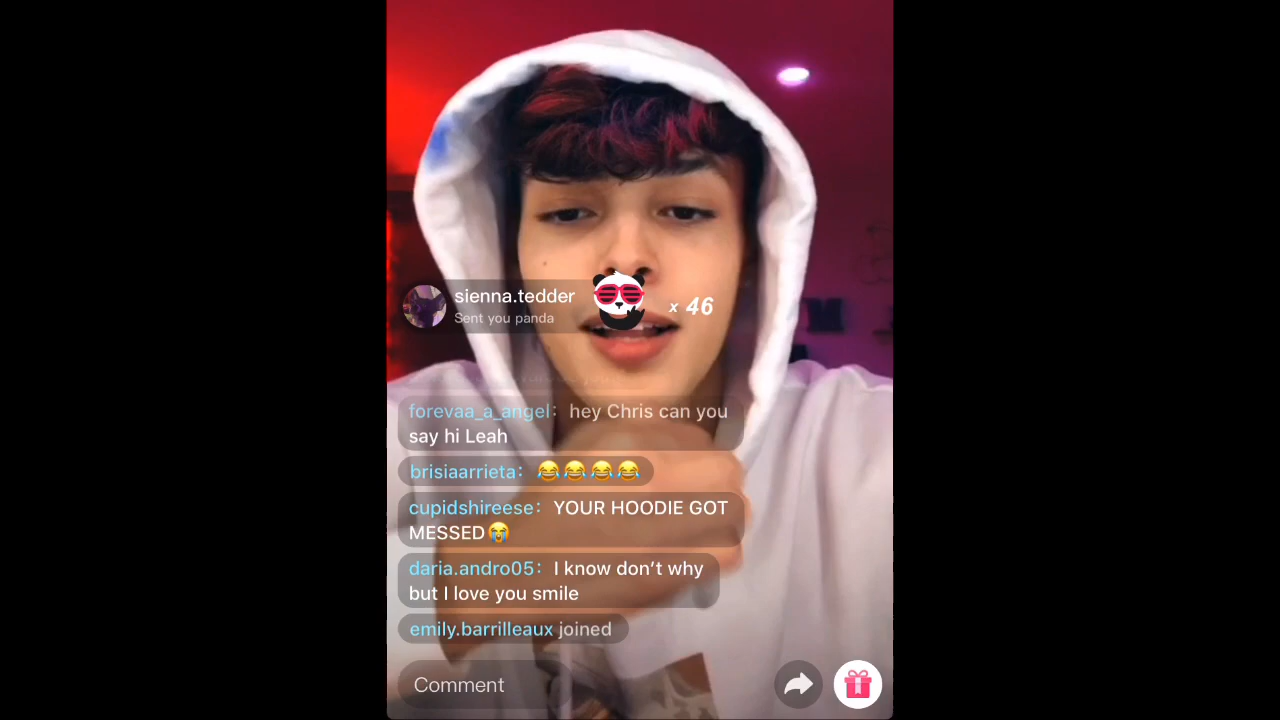 sienna.tedder
Sent you panda
x 46
forevaa_a_angel: hey Chris can you
say hi Leah
brisiaarrieta: 😂😂😂😂
cupidshireese: YOUR HOODIE GOT
MESSED😭
daria.andro05: I know don’t why
but I love you smile
emily.barrilleaux joined
Comment